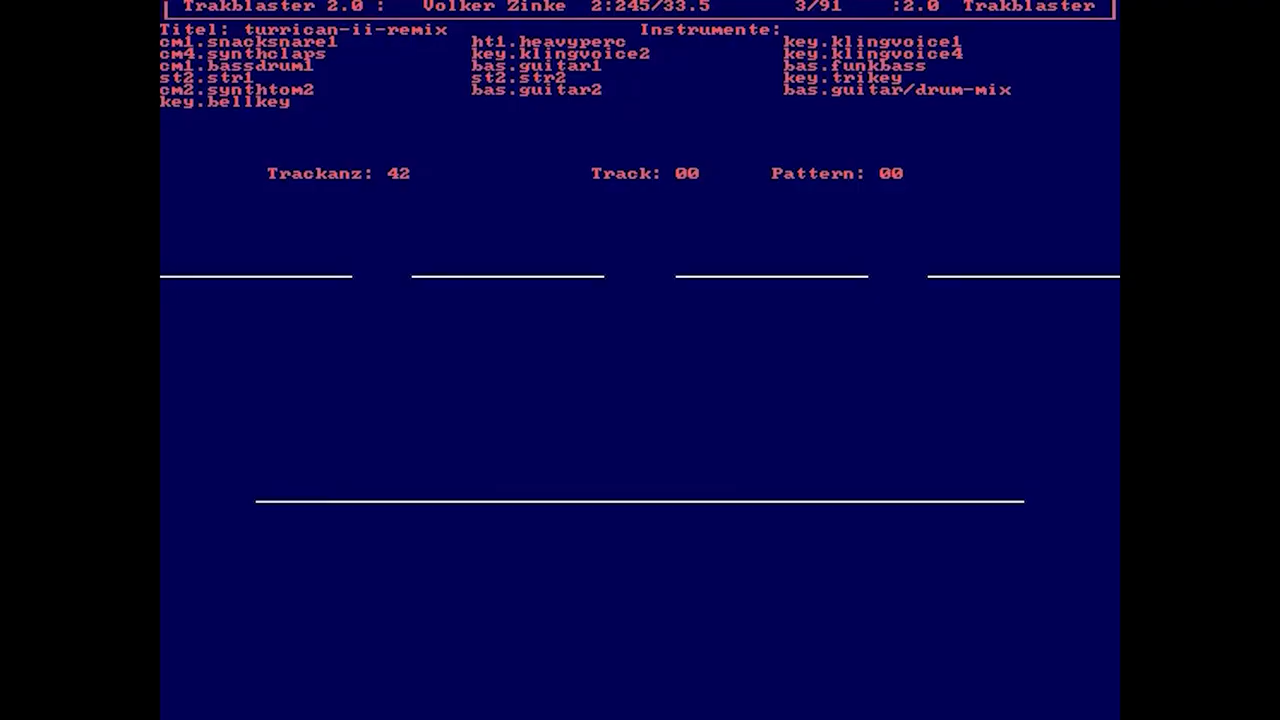 Trakblaster 2.0 : Volker Zinke 2:245/33.5 3/91 :2.0 Trakblaster
Titel: turrican-ii-remix Instrumente:
cm1.snacksnare1 ht1.heavyperc key.klingvoice1
cm4.synthclaps key.klingvoice2 key.klingvoice4
cm1.bassdrum1 bas.guitar1 bas.funkbass
st2.str1 st2.str2 key.trikey
cm2.synthtom2 bas.guitar2 bas.guitar/drum-mix
key.bellkey
Trackanz: 42 Track: 00 Pattern: 00